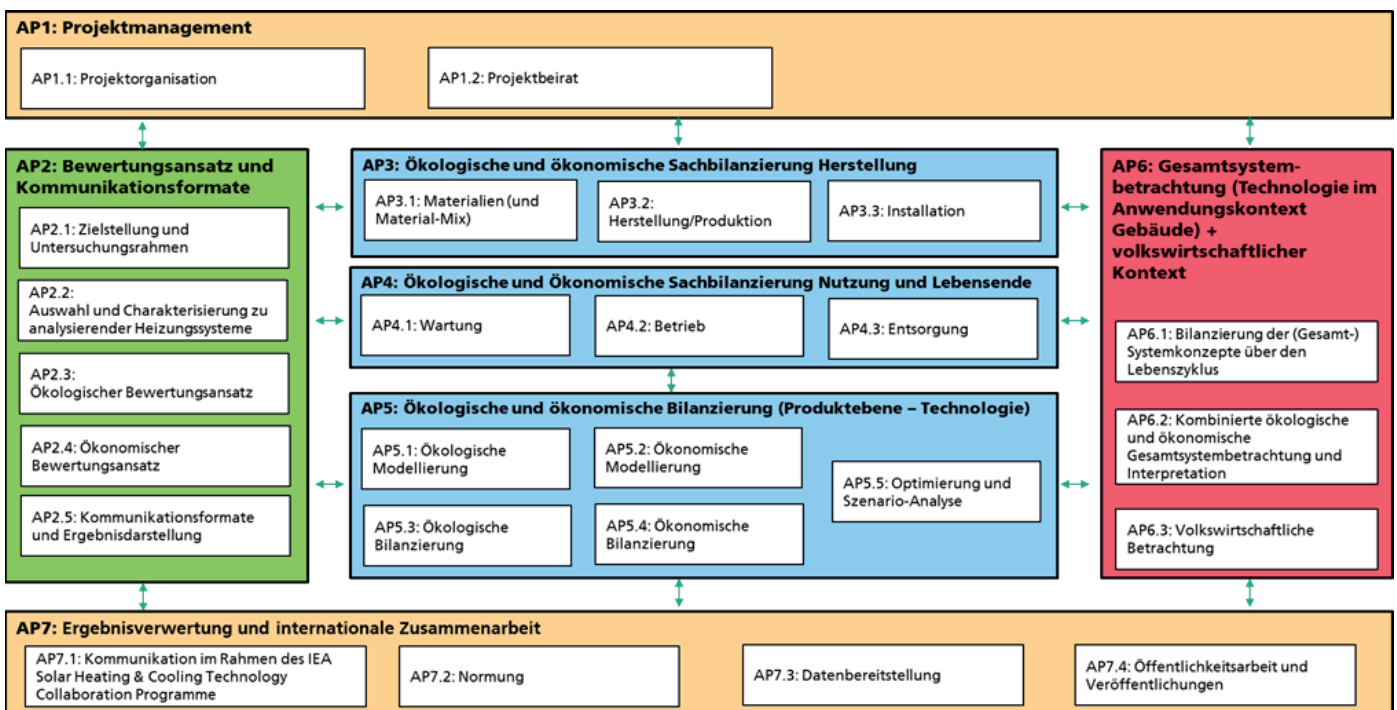 AP1: Projektmanagement
AP1.1: Projektorganisation
AP1.2: Projektbeirat
AP2: Bewertungsansatz und
Kommunikationsformate
AP2.1: Zielstellung und
Untersuchungsrahmen
AP2.2:
Auswahl und Charakterisierung zu
analysierender Heizungssysteme
AP2.3:
Ökologischer Bewertungsansatz
AP2.4: Ökonomischer
Bewertungsansatz
AP2.5: Kommunikationsformate
und Ergebnisdarstellung
AP3: Ökologische und ökonomische Sachbilanzierung Herstellung
AP3.1: Materialien (und
Material-Mix)
AP3.2:
Herstellung/Produktion
AP3.3: Installation
AP4: Ökologische und Ökonomische Sachbilanzierung Nutzung und Lebensende
AP4.1: Wartung
AP4.2: Betrieb
AP4.3: Entsorgung
AP5: Ökologische und ökonomische Bilanzierung (Produktebene – Technologie)
AP5.1: Ökologische
Modellierung
AP5.2: Ökonomische
Modellierung
AP5.3: Ökologische
Bilanzierung
AP5.4: Ökonomische
Bilanzierung
AP5.5: Optimierung und
Szenario-Analyse
AP6: Gesamtsystem-
betrachtung (Technologie im
Anwendungskontext
Gebäude) +
volkswirtschaftlicher
Kontext
AP6.1: Bilanzierung der (Gesamt-)
Systemkonzepte über den
Lebenszyklus
AP6.2: Kombinierte ökologische
und ökonomische
Gesamtsystembetrachtung und
Interpretation
AP6.3: Volkswirtschaftliche
Betrachtung
AP7: Ergebnisverwertung und internationale Zusammenarbeit
AP7.1: Kommunikation im Rahmen des IEA
Solar Heating & Cooling Technology
Collaboration Programme
AP7.2: Normung
AP7.3: Datenbereitstellung
AP7.4: Öffentlichkeitsarbeit und
Veröffentlichungen